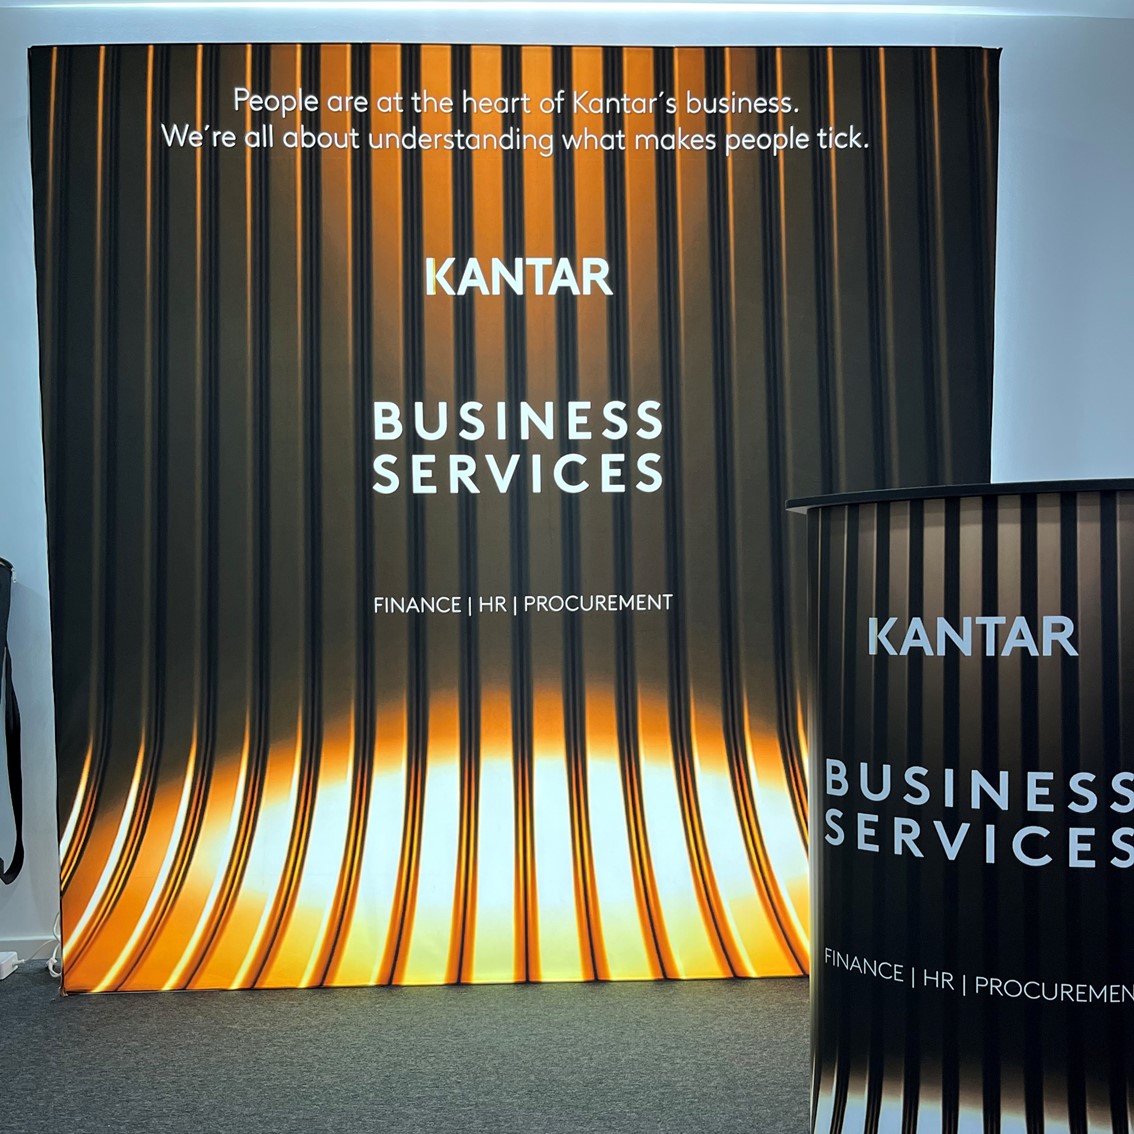 People are at the heart of Kantar´s business.
We´re all about understanding what makes people tick.
KANTAR
BUSINESS
SERVICES
FINANCE | HR | PROCUREMENT
KANTAR
BUSINESS
SERVICES
FINANCE | HR | PROCUREMEN